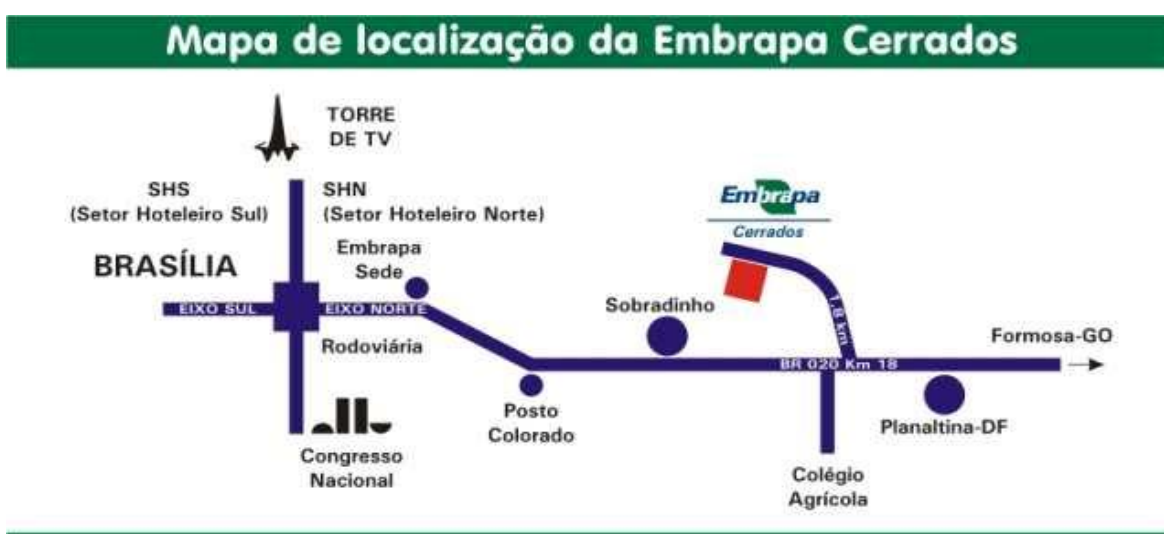 Mapa de localização da Embrapa Cerrados
TORRE
DE TV
SHS
(Setor Hoteleiro Sul)
SHN
(Setor Hoteleiro Norte)
BRASÍLIA
Embrapa
Sede
EIXO SUL
EIXO NORTE
Rodoviária
Posto
Colorado
Congresso
Nacional
Embrapa
Cerrados
Sobradinho
1,8 km
BR 020 Km 18
Formosa-GO
Planaltina-DF
Colégio
Agrícola